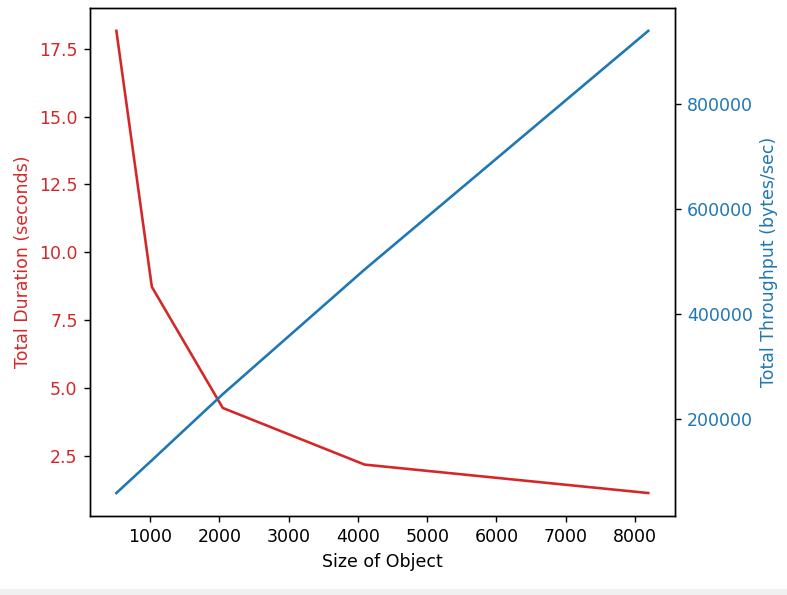 17.5
15.0
12.5
10.0
7.5
5.0
2.5
Total Duration (seconds)
800000
600000
400000
200000
Total Throughput (bytes/sec)
1000 2000 3000 4000 5000 6000 7000 8000
Size of Object